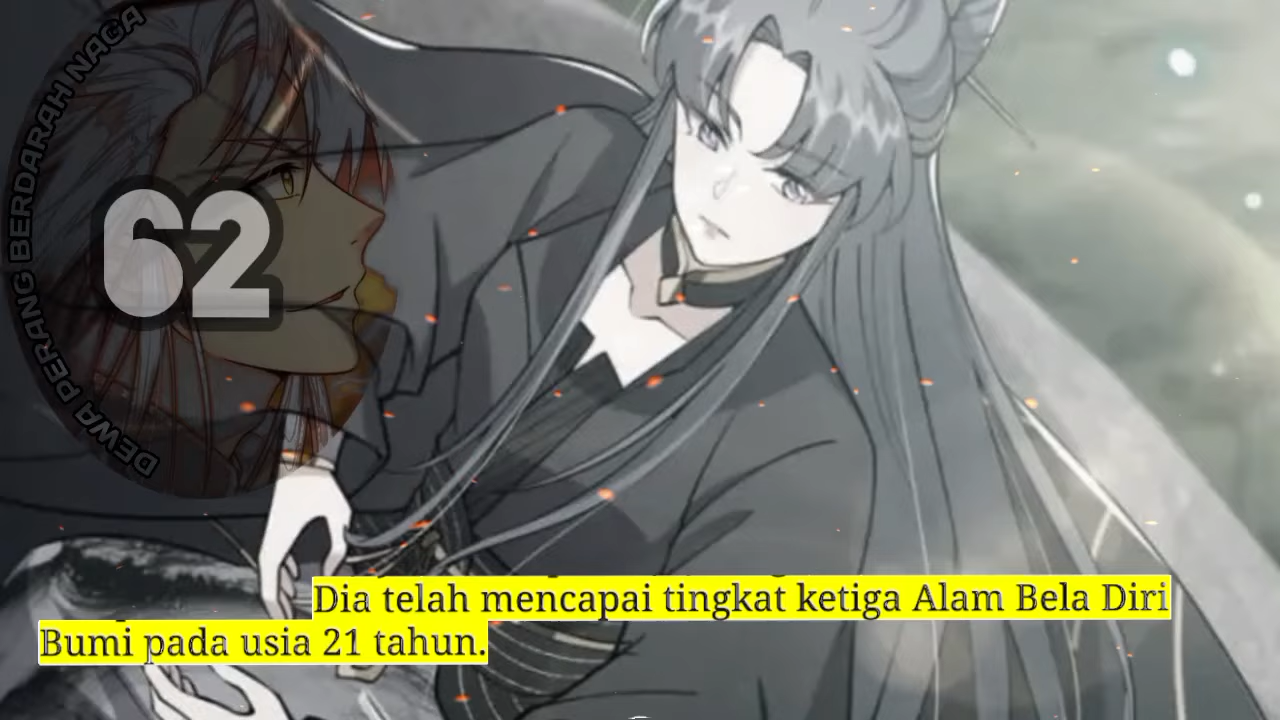 DEWA PERANG BERDARAH NAGA
62
Dia telah mencapai tingkat ketiga Alam Bela Diri
Bumi pada usia 21 tahun.